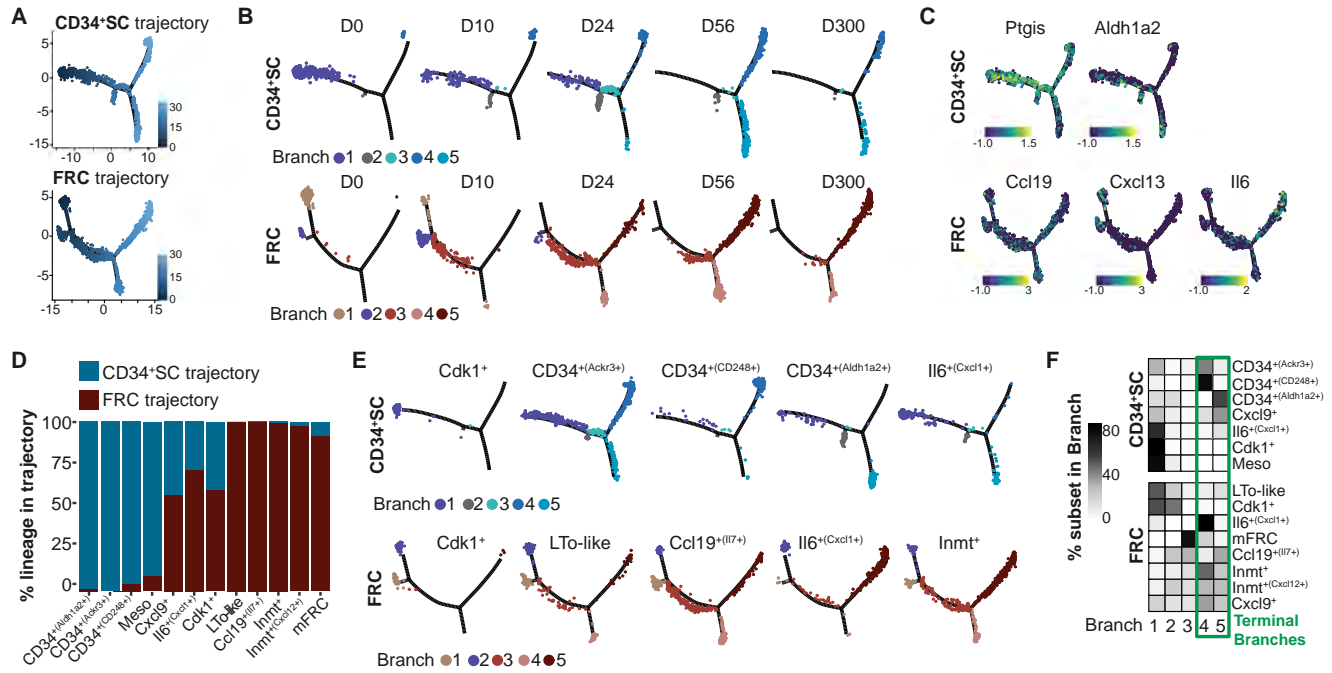 A
CD34⁺SC trajectory
5
0
-5
-10
-15
-10
0
10
30
15
0
FRC trajectory
5
0
-5
-15
0
15
30
15
0
B
D0 D10 D24 D56 D300
CD34⁺SC
Branch 1 2 3 4 5
D0 D10 D24 D56 D300
FRC
Branch 1 2 3 4 5
C
Ptgis Aldh1a2
CD34⁺SC
-1.0 1.5 -1.0 1.5
Ccl19 Cxcl13 Il6
FRC
-1.0 3 -1.0 3 -1.0 2
D
CD34⁺SC trajectory
FRC trajectory
% lineage in trajectory
100
75
50
25
0
CD34⁺⁽ᴬˡᵈʰ¹ᵃ²⁺⁾
CD34⁺⁽ᴬᶜᵏʳ³⁺⁾
CD34⁺⁽ᶜᴰ²⁴⁸⁺⁾
Meso
Cxcl9⁺
Il6⁺⁽ᶜˣᶜˡ¹⁺⁾
Cdk1⁺
LTo-like
Ccl19⁺⁽ᴵˡ⁷⁺⁾
Inmt⁺
Inmt⁺⁽ᶜˣᶜˡ¹²⁺⁾
mFRC
E
Cdk1⁺ CD34⁺⁽ᴬᶜᵏʳ³⁺⁾ CD34⁺⁽ᶜᴰ²⁴⁸⁺⁾ CD34⁺⁽ᴬˡᵈʰ¹ᵃ²⁺⁾ Il6⁺⁽ᶜˣᶜˡ¹⁺⁾
CD34⁺SC
Branch 1 2 3 4 5
Cdk1⁺ LTo-like Ccl19⁺⁽ᴵˡ⁷⁺⁾ Il6⁺⁽ᶜˣᶜˡ¹⁺⁾ Inmt⁺
FRC
Branch 1 2 3 4 5
F
% subset in Branch
80
40
0
CD34⁺SC
CD34⁺⁽ᴬᶜᵏʳ³⁺⁾
CD34⁺⁽ᶜᴰ²⁴⁸⁺⁾
CD34⁺⁽ᴬˡᵈʰ¹ᵃ²⁺⁾
Cxcl9⁺
Il6⁺⁽ᶜˣᶜˡ¹⁺⁾
Cdk1⁺
Meso
FRC
LTo-like
Cdk1⁺
Il6⁺⁽ᶜˣᶜˡ¹⁺⁾
mFRC
Ccl19⁺⁽ᴵˡ⁷⁺⁾
Inmt⁺
Inmt⁺⁽ᶜˣᶜˡ¹²⁺⁾
Cxcl9⁺
Branch 1 2 3 4 5
Terminal
Branches